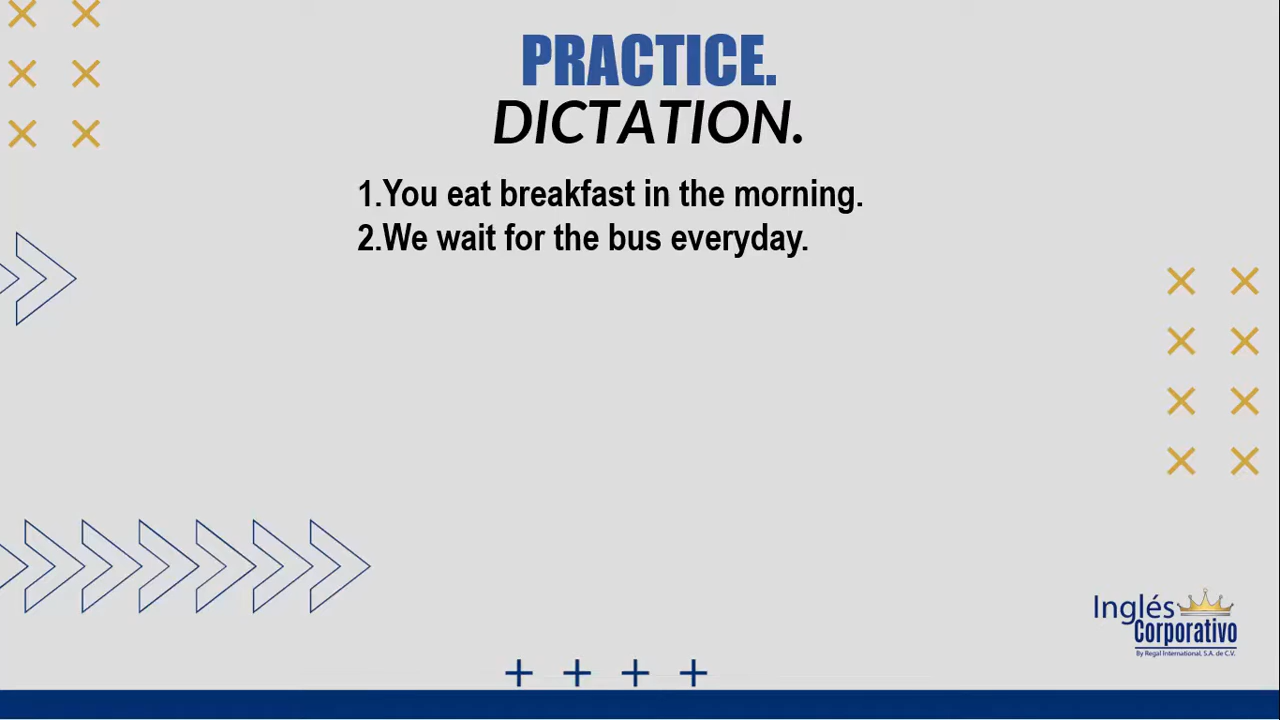 PRACTICE.
DICTATION.
1.You eat breakfast in the morning.
2.We wait for the bus everyday.
Inglés
Corporativo
By Regal International, S.A. de C.V.